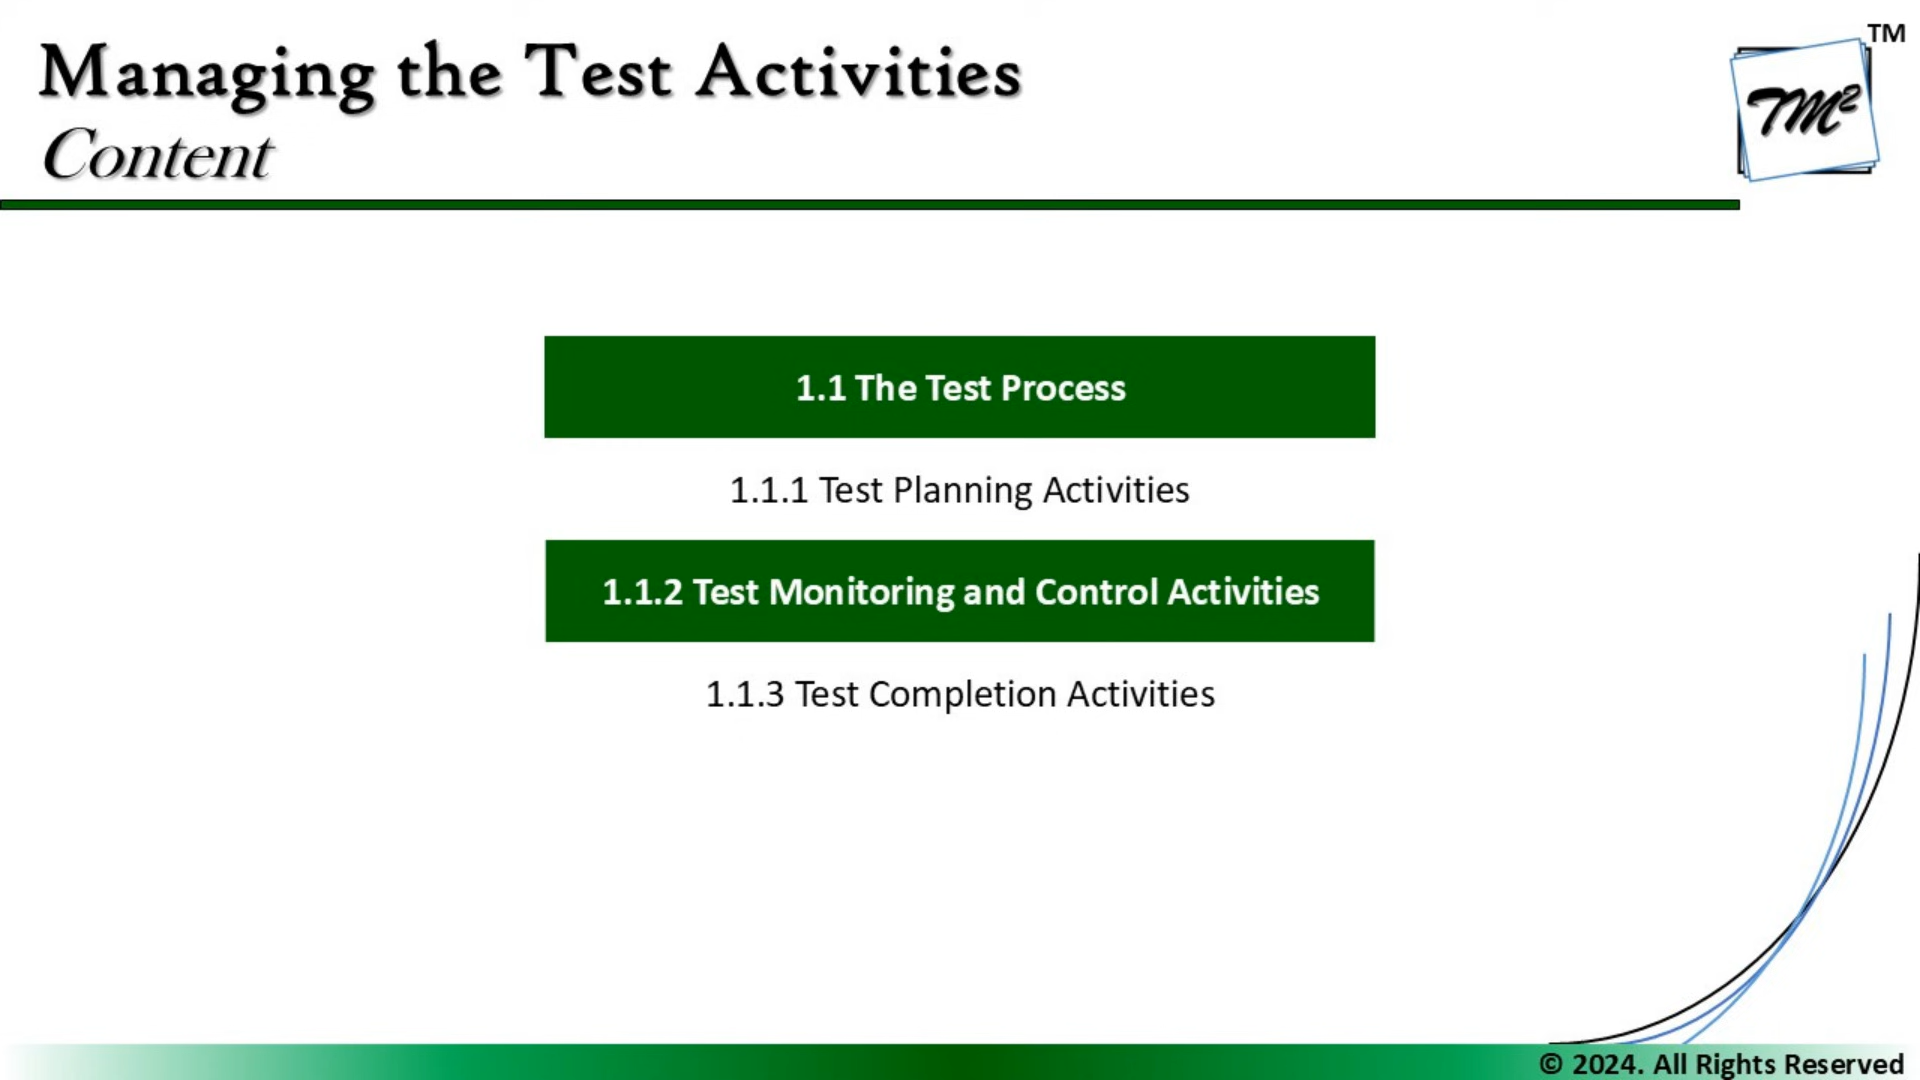 Managing the Test Activities
Content
TM
TM²
1.1 The Test Process
1.1.1 Test Planning Activities
1.1.2 Test Monitoring and Control Activities
1.1.3 Test Completion Activities
© 2024. All Rights Reserved